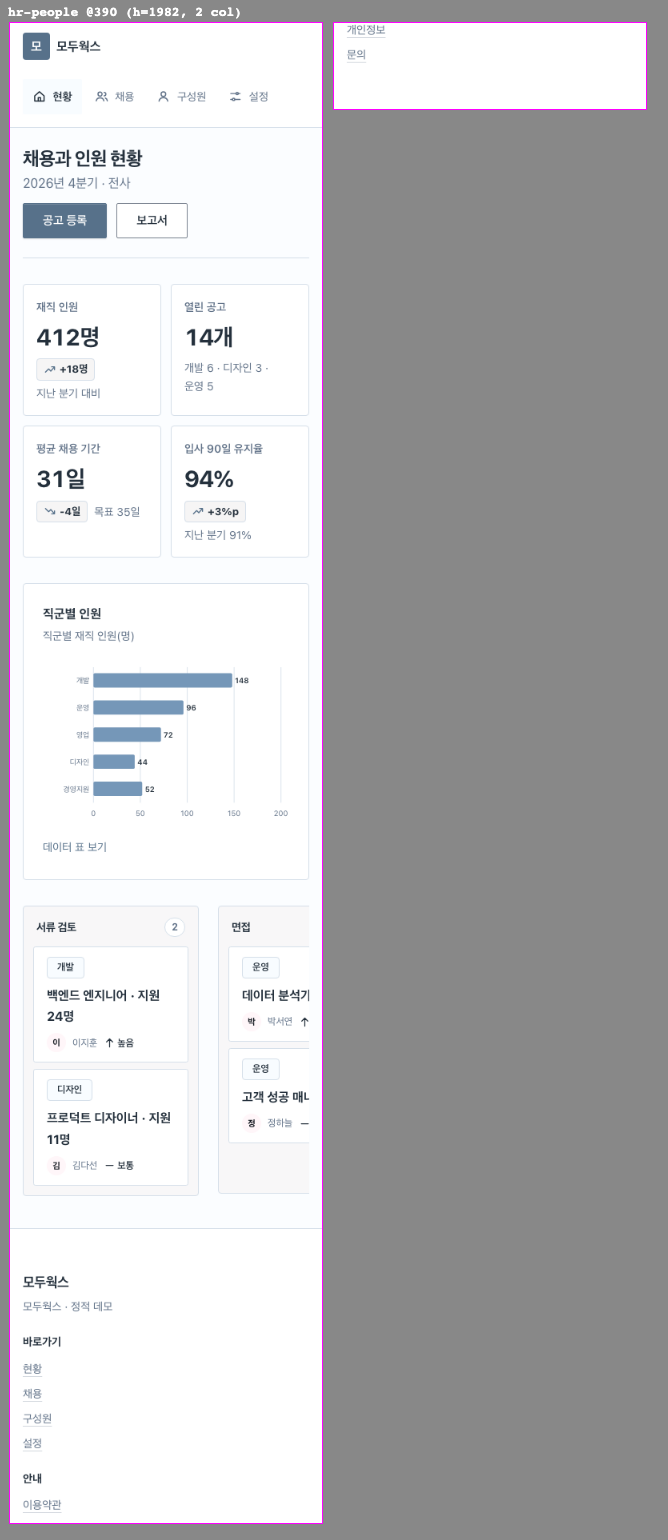 hr-people @390 (h=1982, 2 col)
모 모두웍스
현황 채용 구성원 설정
채용과 인원 현황
2026년 4분기 · 전사
공고 등록 보고서
재직 인원
412명
+18명
지난 분기 대비
열린 공고
14개
개발 6 · 디자인 3 ·
운영 5
평균 채용 기간
31일
-4일 목표 35일
입사 90일 유지율
94%
+3%p
지난 분기 91%
직군별 인원
직군별 재직 인원(명)
개발 148
운영 96
영업 72
디자인 44
경영지원 52
0 50 100 150 200
데이터 표 보기
서류 검토 2
개발
백엔드 엔지니어 · 지원
24명
이 이지훈 ↑ 높음
디자인
프로덕트 디자이너 · 지원
11명
김 김다선 — 보통
면접
운영
데이터 분석가
박 박서연 ↑
운영
고객 성공 매니
정 정하늘 —
모두웍스
모두웍스 · 정적 데모
바로가기
현황
채용
구성원
설정
안내
이용약관
개인정보
문의